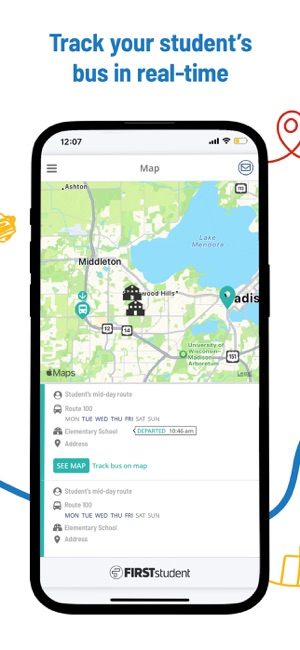 Track your student's
bus in real-time
12:07
Map
Ashton
113
Lake
Mendota
Middleton
Shorewood Hills
Madis
12
14
University of
Wisconsin-
Madison
Arboretum
151
Maps
Legal
Student's mid-day route
Route 100
MON TUE WED THU FRI SAT SUN
Elementary School
DEPARTED 10:46 am
Address
SEE MAP Track bus on map
Student's mid-day route
Route 100
MON TUE WED THU FRI SAT SUN
Elementary School
Address
FIRSTstudent